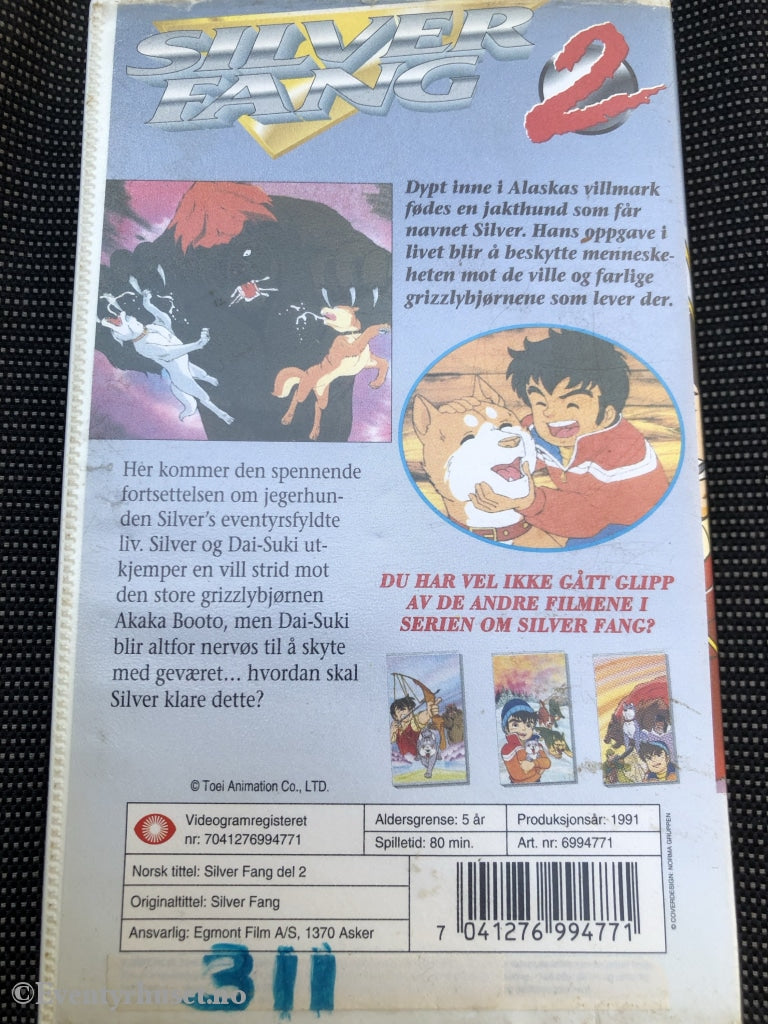 SILVER
FANG
2
Dypt inne i Alaskas villmark
fødes en jakthund som får
navnet Silver. Hans oppgave i
livet blir å beskytte menneske-
heten mot de ville og farlige
grizzlybjørnene som lever der.
Her kommer den spennende
fortsettelsen om jegerhun-
den Silver's eventyrsfyldte
liv. Silver og Dai-Suki ut-
kjemper en vill strid mot
den store grizzlybjørnen
Akaka Booto, men Dai-Suki
blir altfor nervøs til å skyte
med geværet... hvordan skal
Silver klare dette?
DU HAR VEL IKKE GÅTT GLIPP
AV DE ANDRE FILMENE I
SERIEN OM SILVER FANG?
© Toei Animation Co., LTD.
Videogramregisteret
nr: 7041276994771
Aldersgrense: 5 år
Produksjonsår: 1991
Spilletid: 80 min.
Art. nr: 6994771
Norsk tittel: Silver Fang del 2
Originaltittel: Silver Fang
Ansvarlig: Egmont Film A/S, 1370 Asker
7 041276 994771
© COVERDESIGN: NORMA GRUPPEN
311
©Eventyrhuset.no